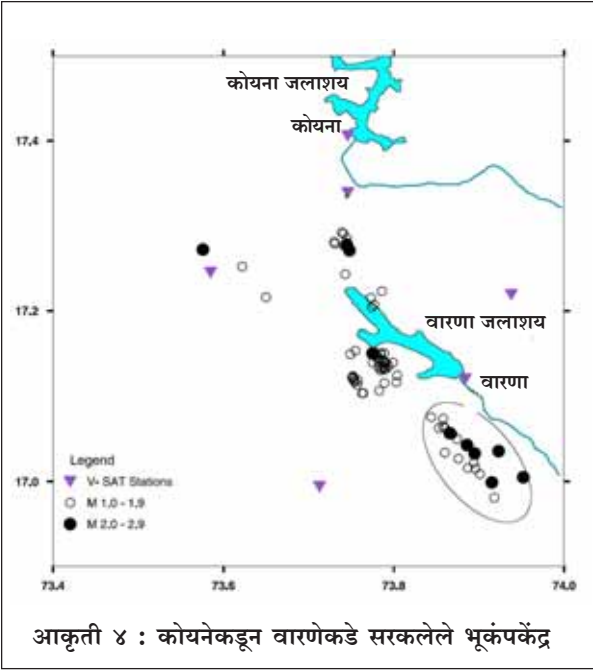 कोयना जलाशय
कोयना
17.4
17.2
वारणा जलाशय
वारणा
Legend
V- SAT Stations
M 1.0 - 1.9
M 2.0 - 2.9
17.0
73.4
73.6
73.8
74.0
आकृती ४ : कोयनेकडून वारणेकडे सरकलेले भूकंपकेंद्र